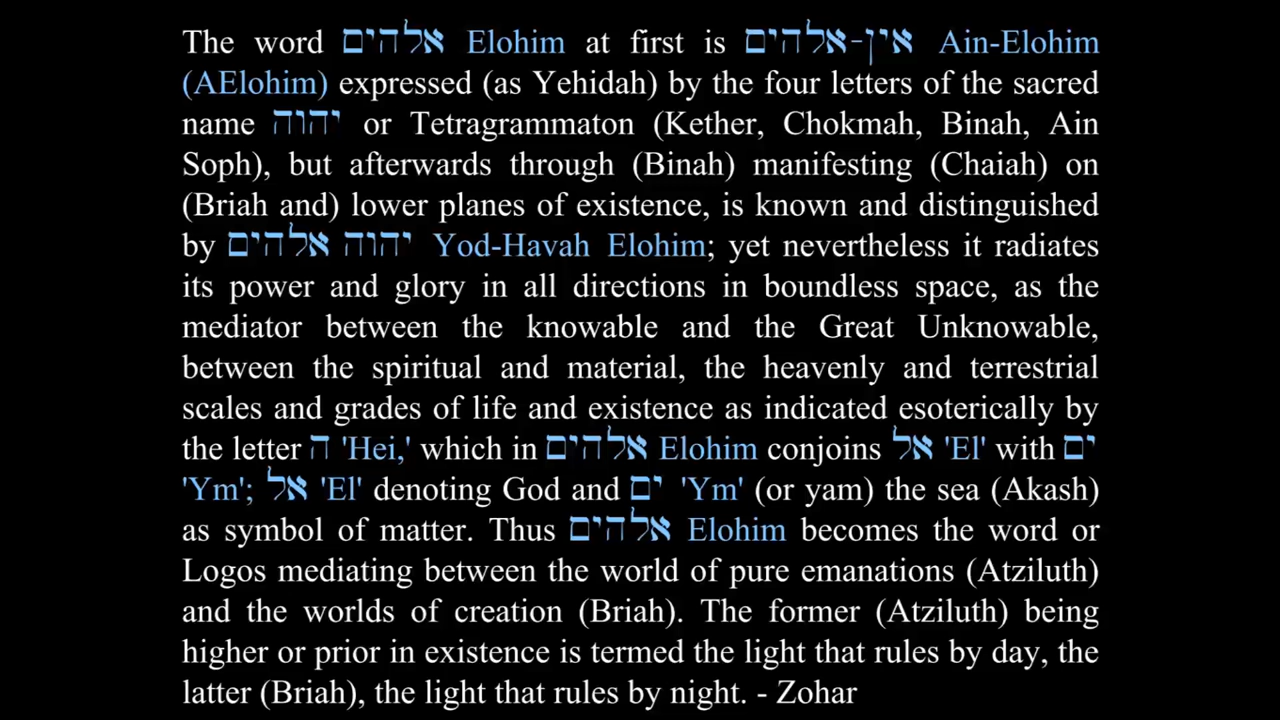 The word אלהים Elohim at first is אין-אלהים Ain-Elohim
(AElohim) expressed (as Yehidah) by the four letters of the sacred
name יהוה or Tetragrammaton (Kether, Chokmah, Binah, Ain
Soph), but afterwards through (Binah) manifesting (Chaiah) on
(Briah and) lower planes of existence, is known and distinguished
by יהוה אלהים Yod-Havah Elohim; yet nevertheless it radiates
its power and glory in all directions in boundless space, as the
mediator between the knowable and the Great Unknowable,
between the spiritual and material, the heavenly and terrestrial
scales and grades of life and existence as indicated esoterically by
the letter ה 'Hei,' which in אלהים Elohim conjoins אל 'El' with ים
'Ym'; אל 'El' denoting God and ים 'Ym' (or yam) the sea (Akash)
as symbol of matter. Thus אלהים Elohim becomes the word or
Logos mediating between the world of pure emanations (Atziluth)
and the worlds of creation (Briah). The former (Atziluth) being
higher or prior in existence is termed the light that rules by day, the
latter (Briah), the light that rules by night. - Zohar